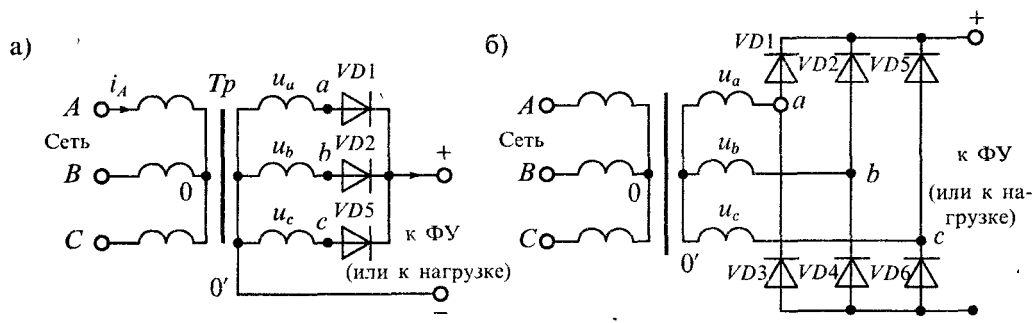 а)
i_A
Тр
u_a
a
VD1
A
Сеть
u_b
b
VD2
+
B
0
u_c
c
VD5
C
к ФУ
(или к нагрузке)
0'
−
б)
VD1
VD2
VD5
+
u_a
a
A
Сеть
u_b
b
B
0
к ФУ
(или к на-
грузке)
u_c
c
C
0'
VD3
VD4
VD6